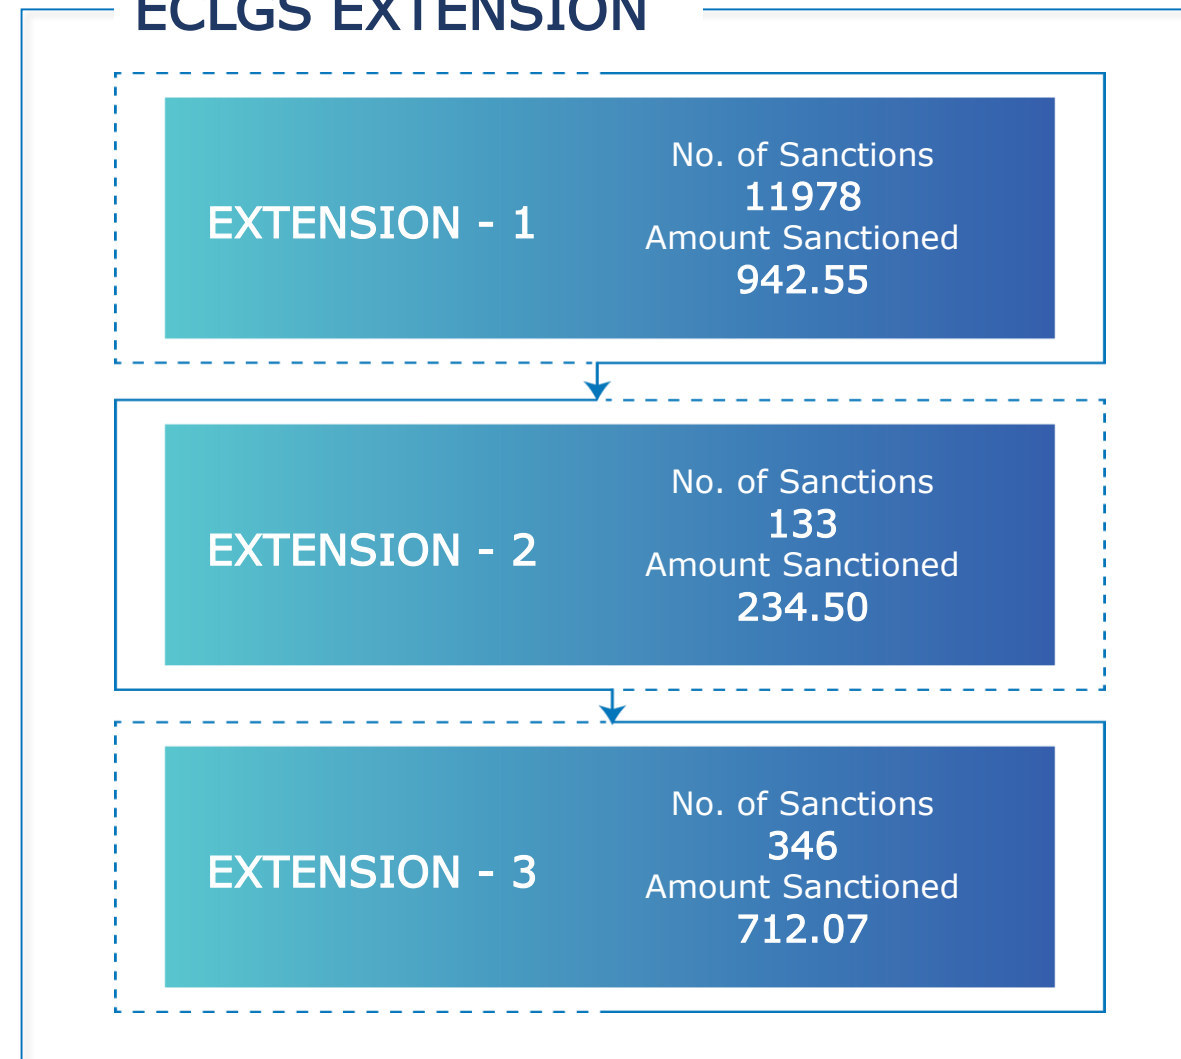 ECLGS EXTENSION
EXTENSION - 1
No. of Sanctions
11978
Amount Sanctioned
942.55
EXTENSION - 2
No. of Sanctions
133
Amount Sanctioned
234.50
EXTENSION - 3
No. of Sanctions
346
Amount Sanctioned
712.07